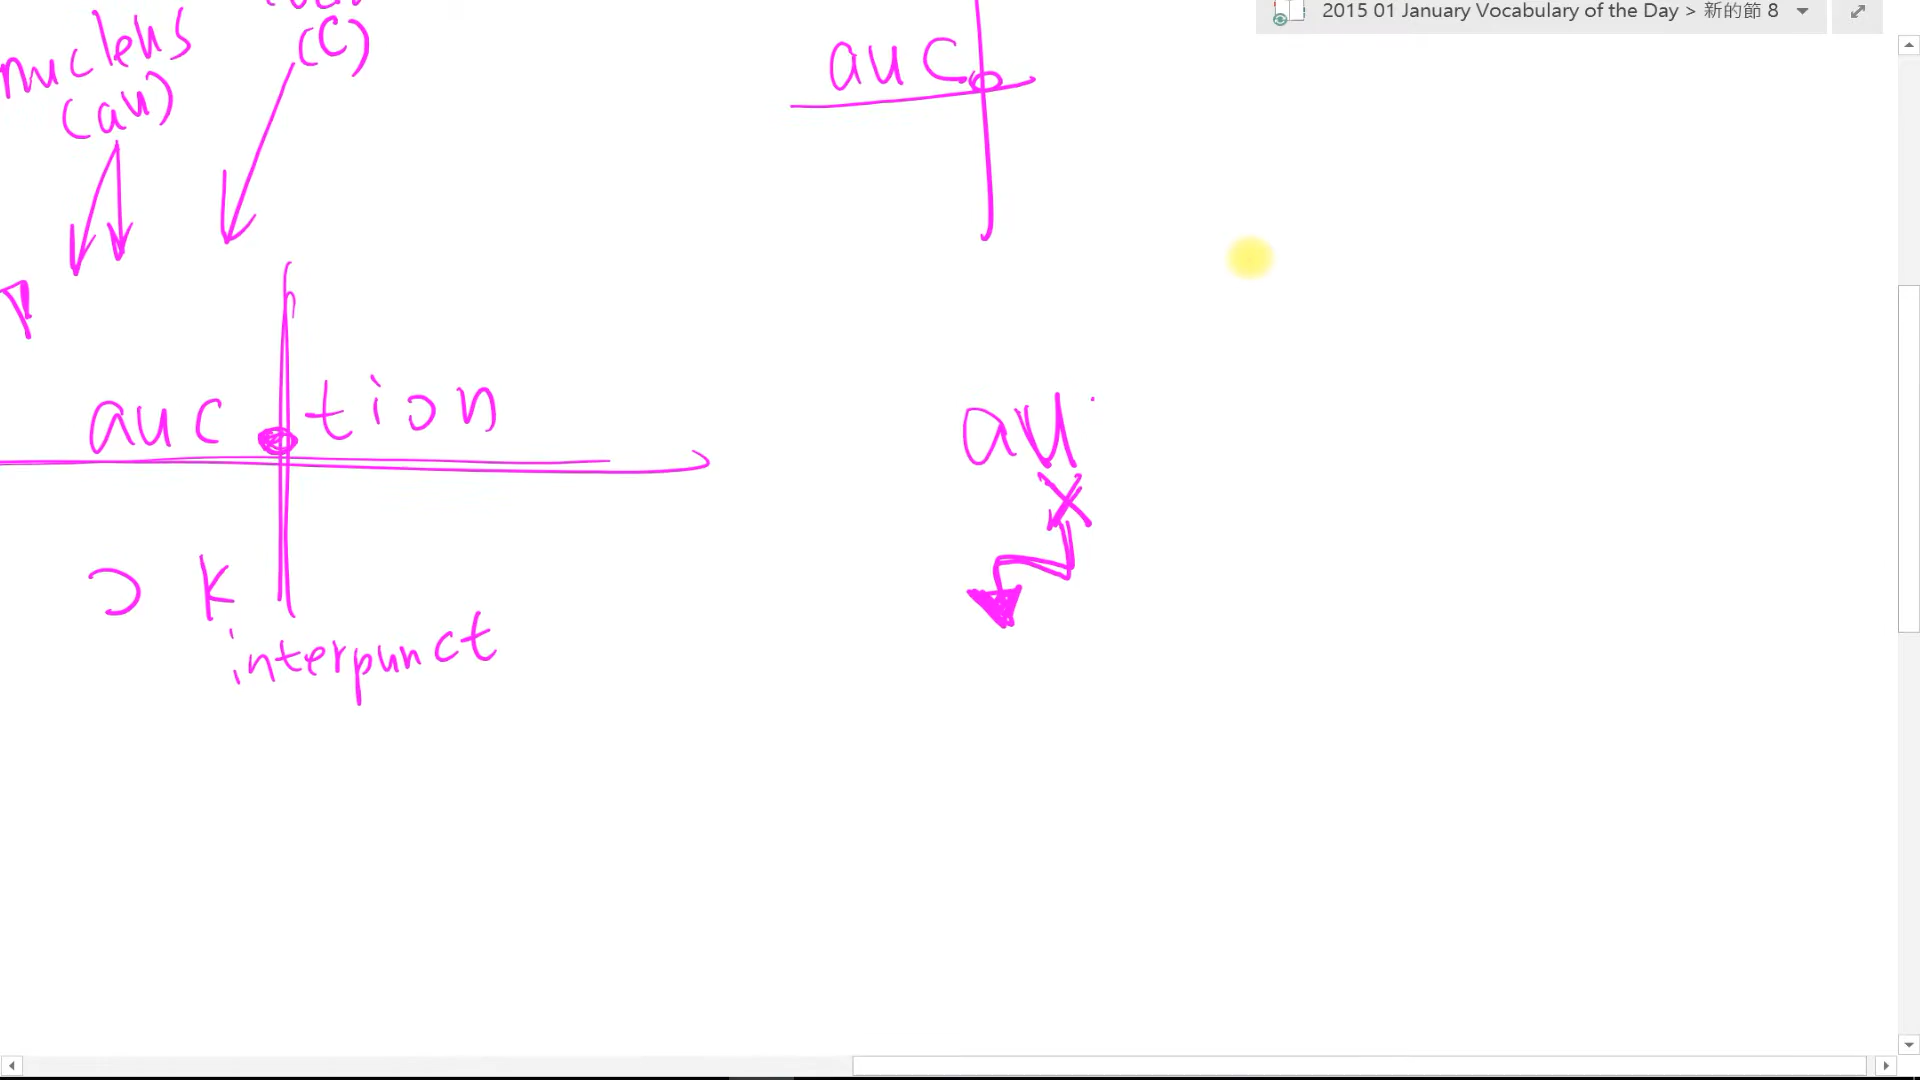 2015 01 January Vocabulary of the Day > 新的節 8
nucleus
(au)
(C)
auc
auc tion
au
ɔ k
interpunct